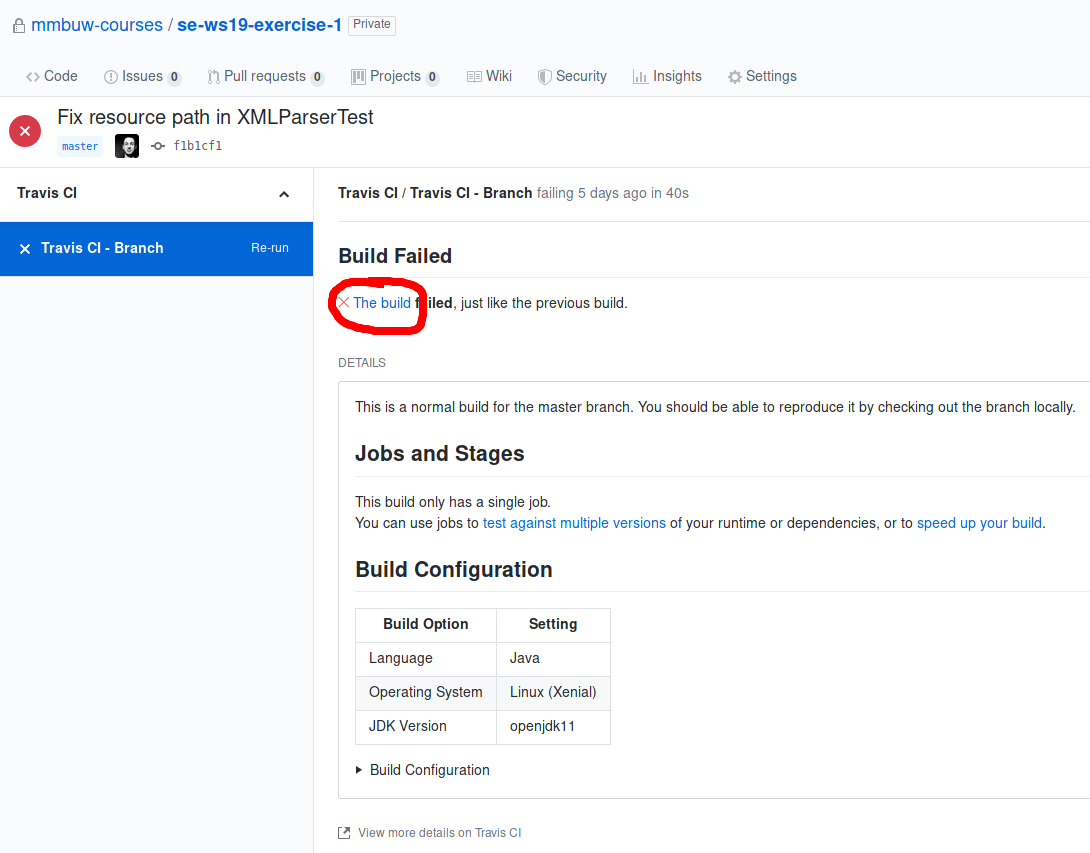 mmbuw-courses / se-ws19-exercise-1 Private
Code Issues 0 Pull requests 0 Projects 0 Wiki Security Insights Settings
Fix resource path in XMLParserTest
master f1b1cf1
Travis CI
Travis CI / Travis CI - Branch failing 5 days ago in 40s
Travis CI - Branch Re-run
Build Failed
The build failed, just like the previous build.
DETAILS
This is a normal build for the master branch. You should be able to reproduce it by checking out the branch locally.
Jobs and Stages
This build only has a single job.
You can use jobs to test against multiple versions of your runtime or dependencies, or to speed up your build.
Build Configuration
Build Option Setting
Language Java
Operating System Linux (Xenial)
JDK Version openjdk11
Build Configuration
View more details on Travis CI